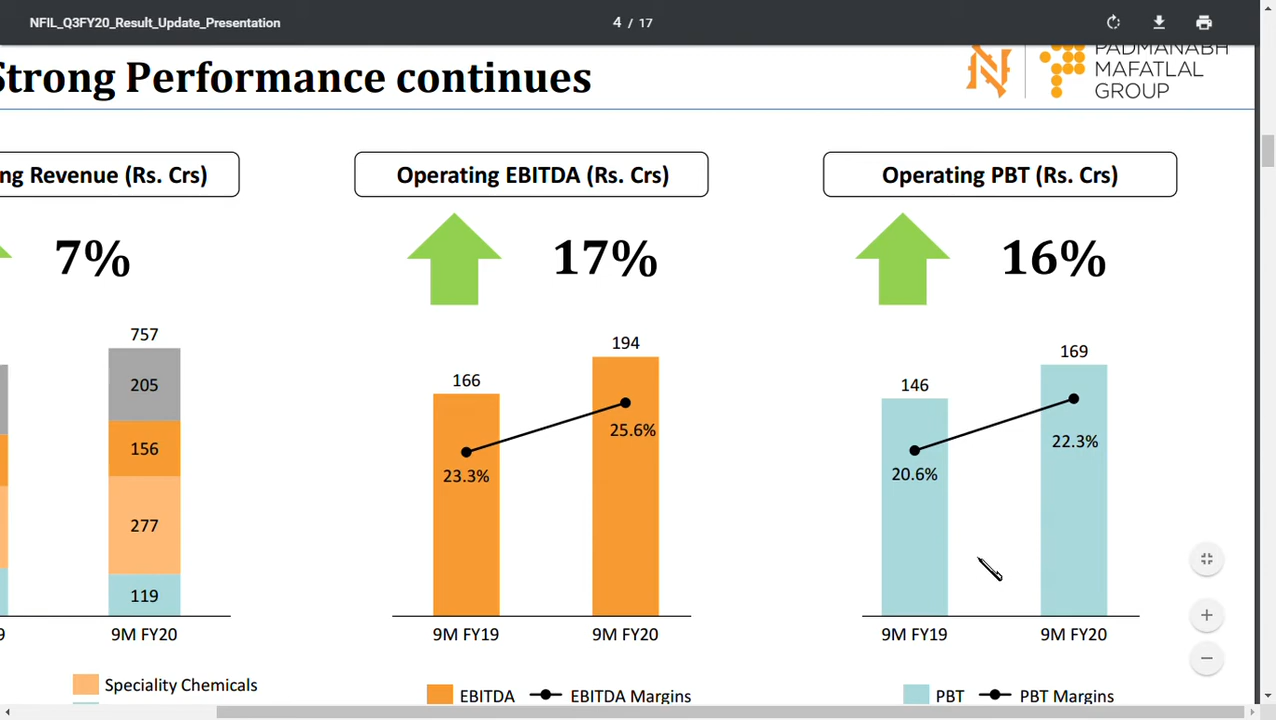 NFIL_Q3FY20_Result_Update_Presentation
4 / 17
Strong Performance continues
PADMANABH
MAFATLAL
GROUP
ng Revenue (Rs. Crs)
7%
757
205
156
277
119
9M FY20
Speciality Chemicals
Operating EBITDA (Rs. Crs)
17%
166
194
23.3%
25.6%
9M FY19
9M FY20
EBITDA
EBITDA Margins
Operating PBT (Rs. Crs)
16%
146
169
20.6%
22.3%
9M FY19
9M FY20
PBT
PBT Margins